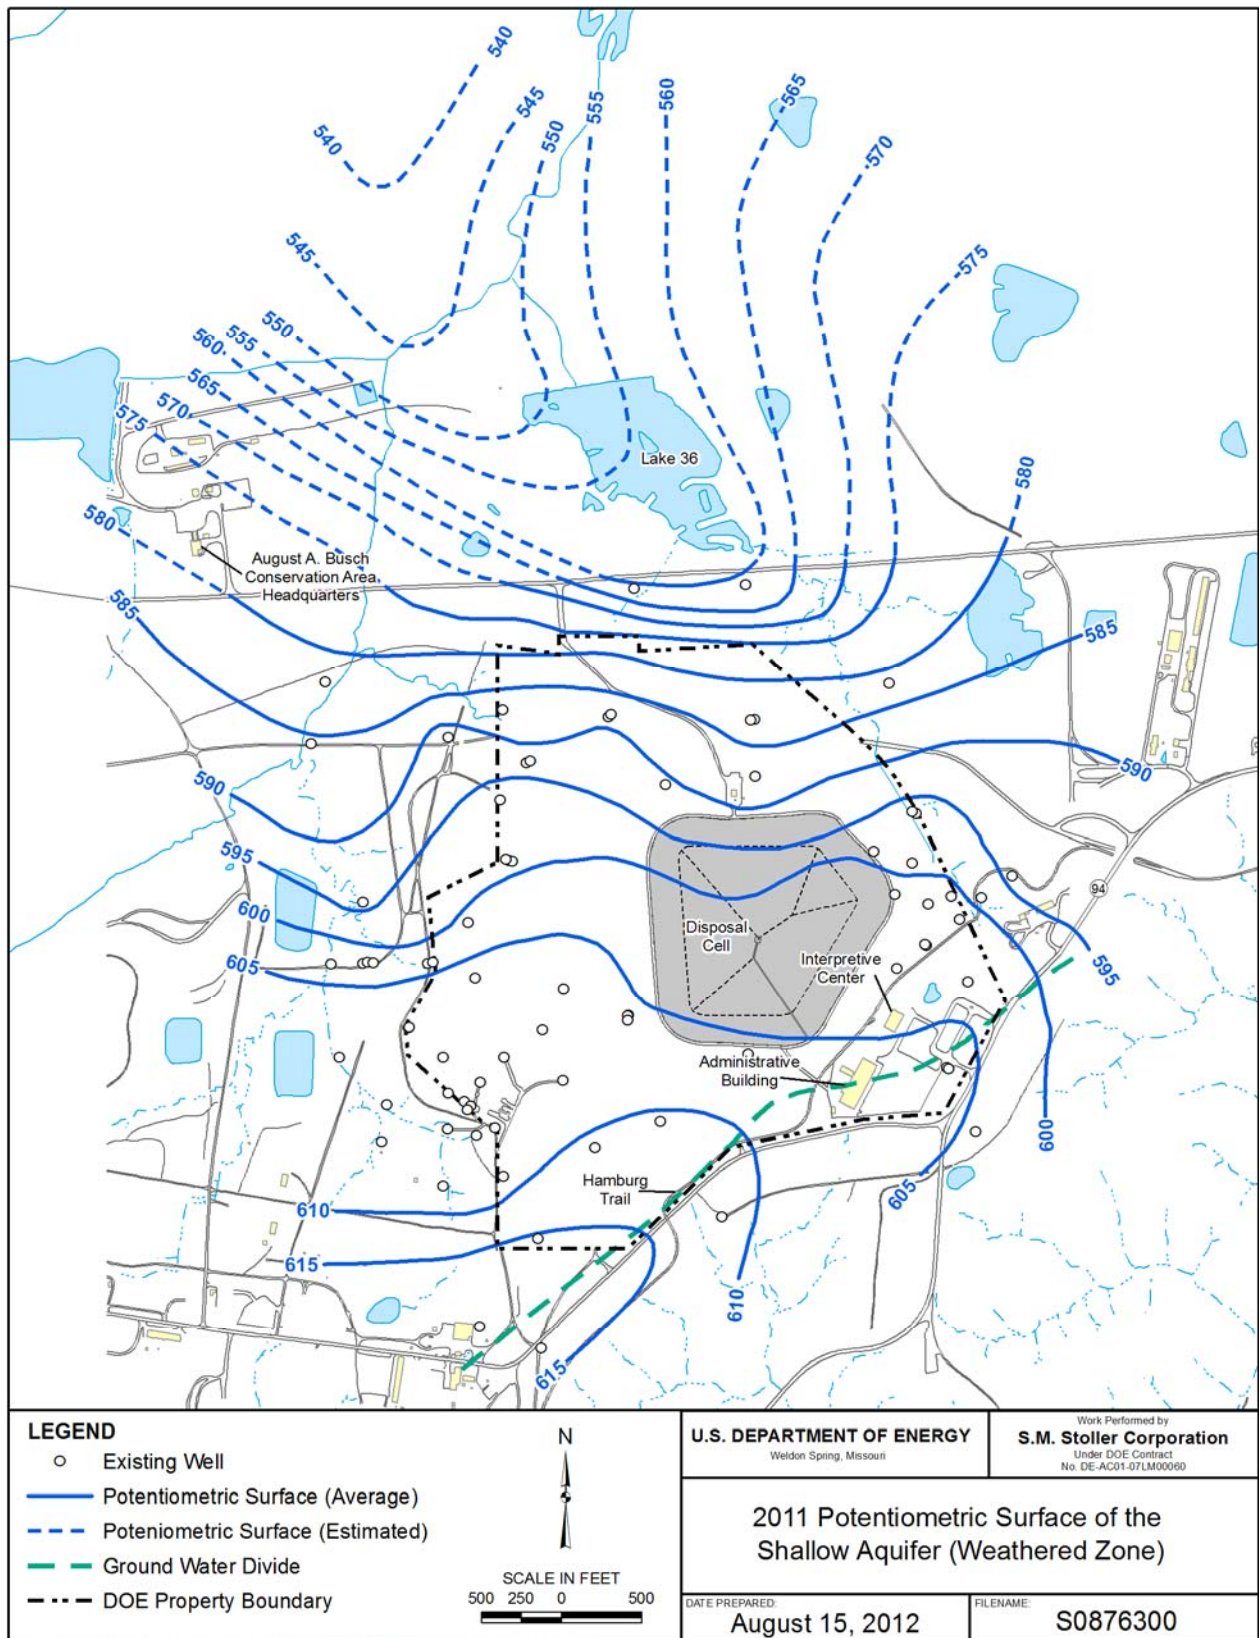 540
540
545
550
555
560
565
570
575
545
550
555
560
565
570
575
580
580
585
585
590
590
595
595
600
600
605
605
610
610
615
615
Lake 36
August A. Busch
Conservation Area
Headquarters
94
Disposal
Cell
Interpretive
Center
Administrative
Building
Hamburg
Trail
LEGEND
Existing Well
Potentiometric Surface (Average)
Poteniometric Surface (Estimated)
Ground Water Divide
DOE Property Boundary
N
SCALE IN FEET
500 250 0 500
U.S. DEPARTMENT OF ENERGY
Weldon Spring, Missouri
Work Performed by
S.M. Stoller Corporation
Under DOE Contract
No. DE-AC01-07LM00060
2011 Potentiometric Surface of the
Shallow Aquifer (Weathered Zone)
DATE PREPARED:
August 15, 2012
FILENAME:
S0876300